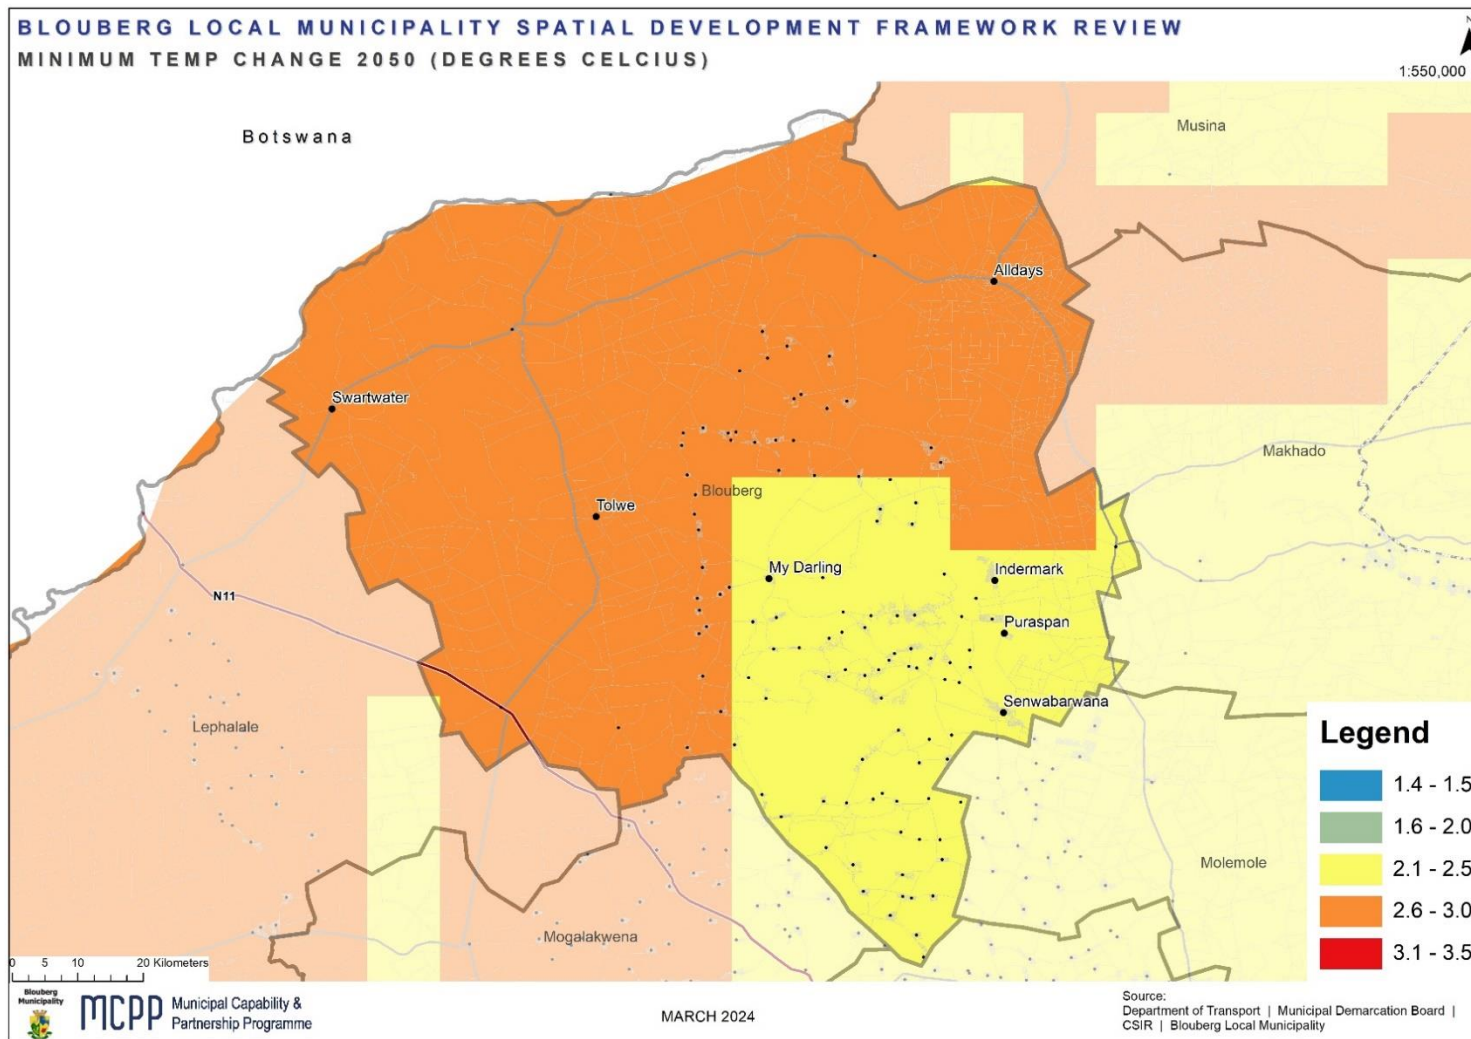 BLOUBERG LOCAL MUNICIPALITY SPATIAL DEVELOPMENT FRAMEWORK REVIEW
MINIMUM TEMP CHANGE 2050 (DEGREES CELCIUS)
N
1:550,000
Botswana
Musina
Alldays
Swartwater
Makhado
Blouberg
Tolwe
My Darling
Indermark
N11
Puraspan
Senwabarwana
Lephalale
Molemole
Mogalakwena
Legend
1.4 - 1.5
1.6 - 2.0
2.1 - 2.5
2.6 - 3.0
3.1 - 3.5
0 5 10 20 Kilometers
Blouberg
Municipality
MCPP
Municipal Capability &
Partnership Programme
MARCH 2024
Source:
Department of Transport | Municipal Demarcation Board |
CSIR | Blouberg Local Municipality